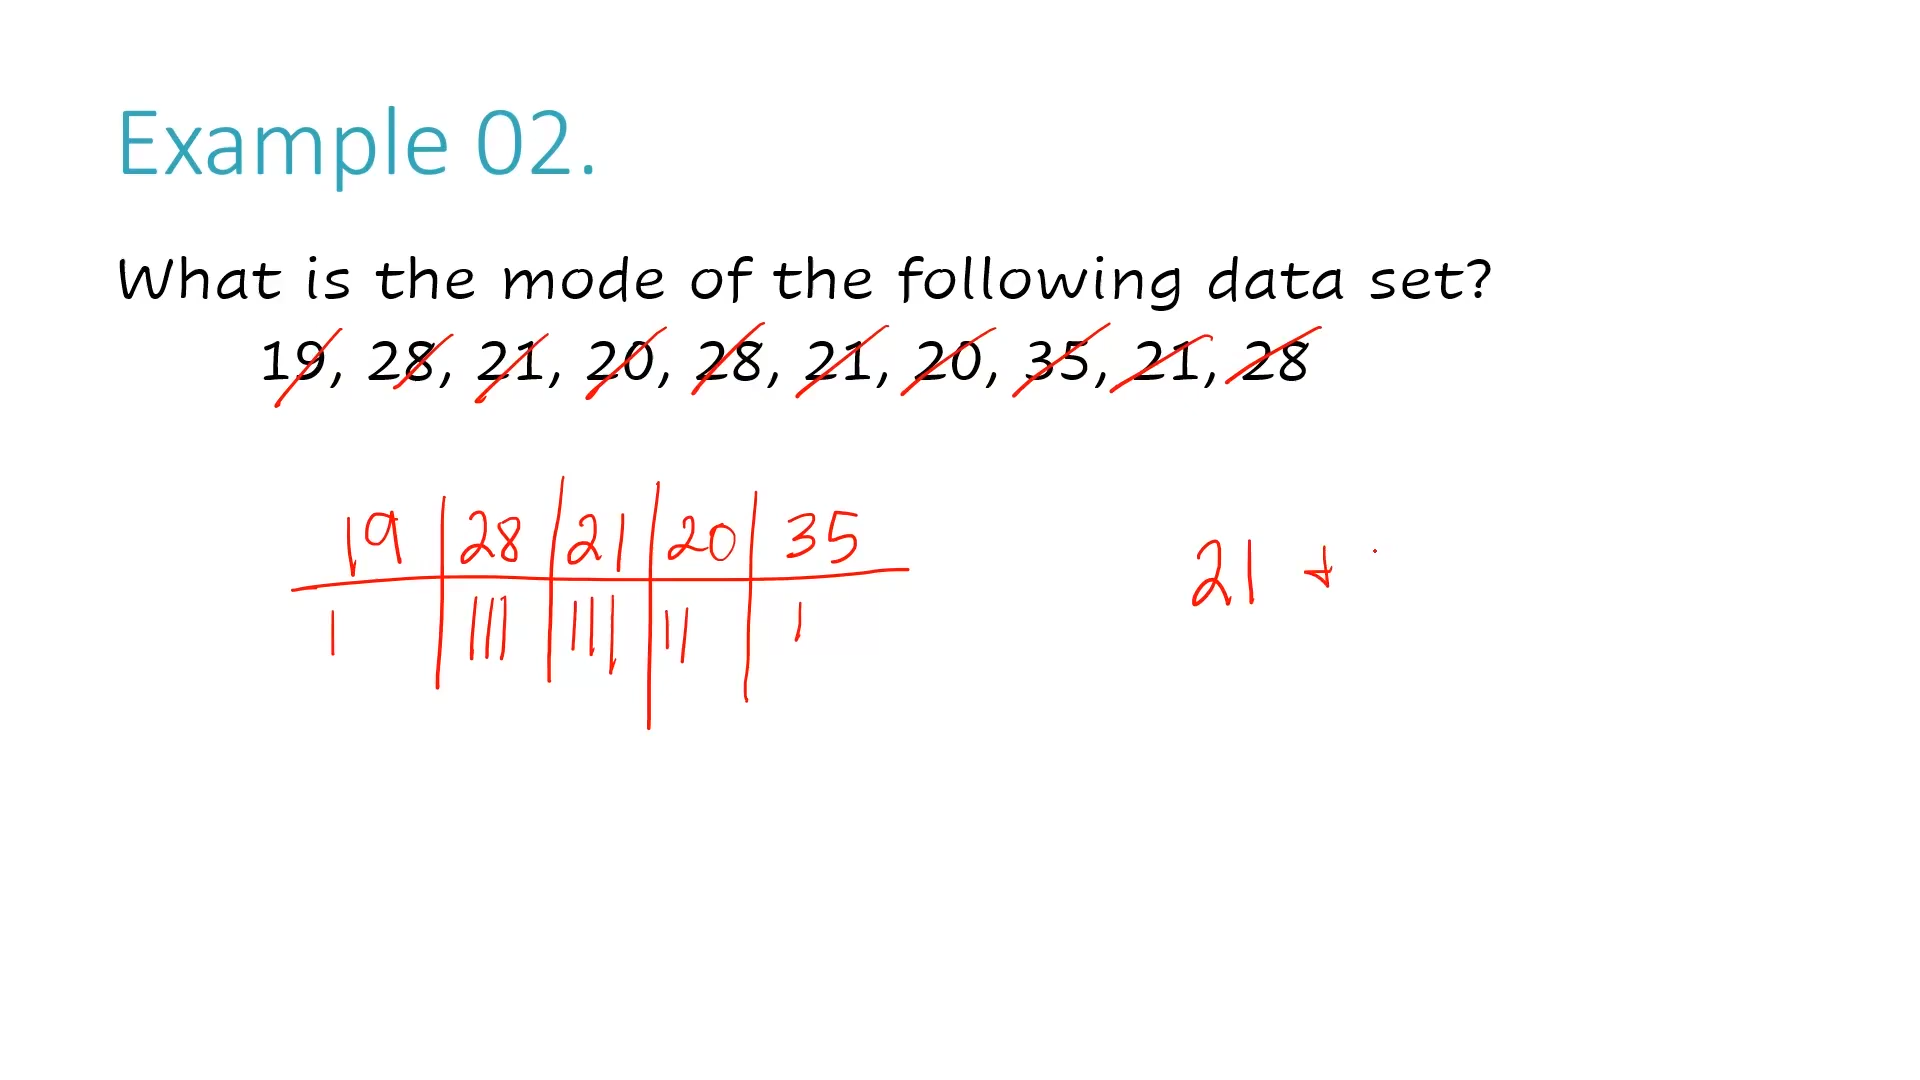 Example 02.
What is the mode of the following data set?
19, 28, 21, 20, 28, 21, 20, 35, 21, 28
19 | 28 | 21 | 20 | 35
| | ||| | ||| | || | |
21 +